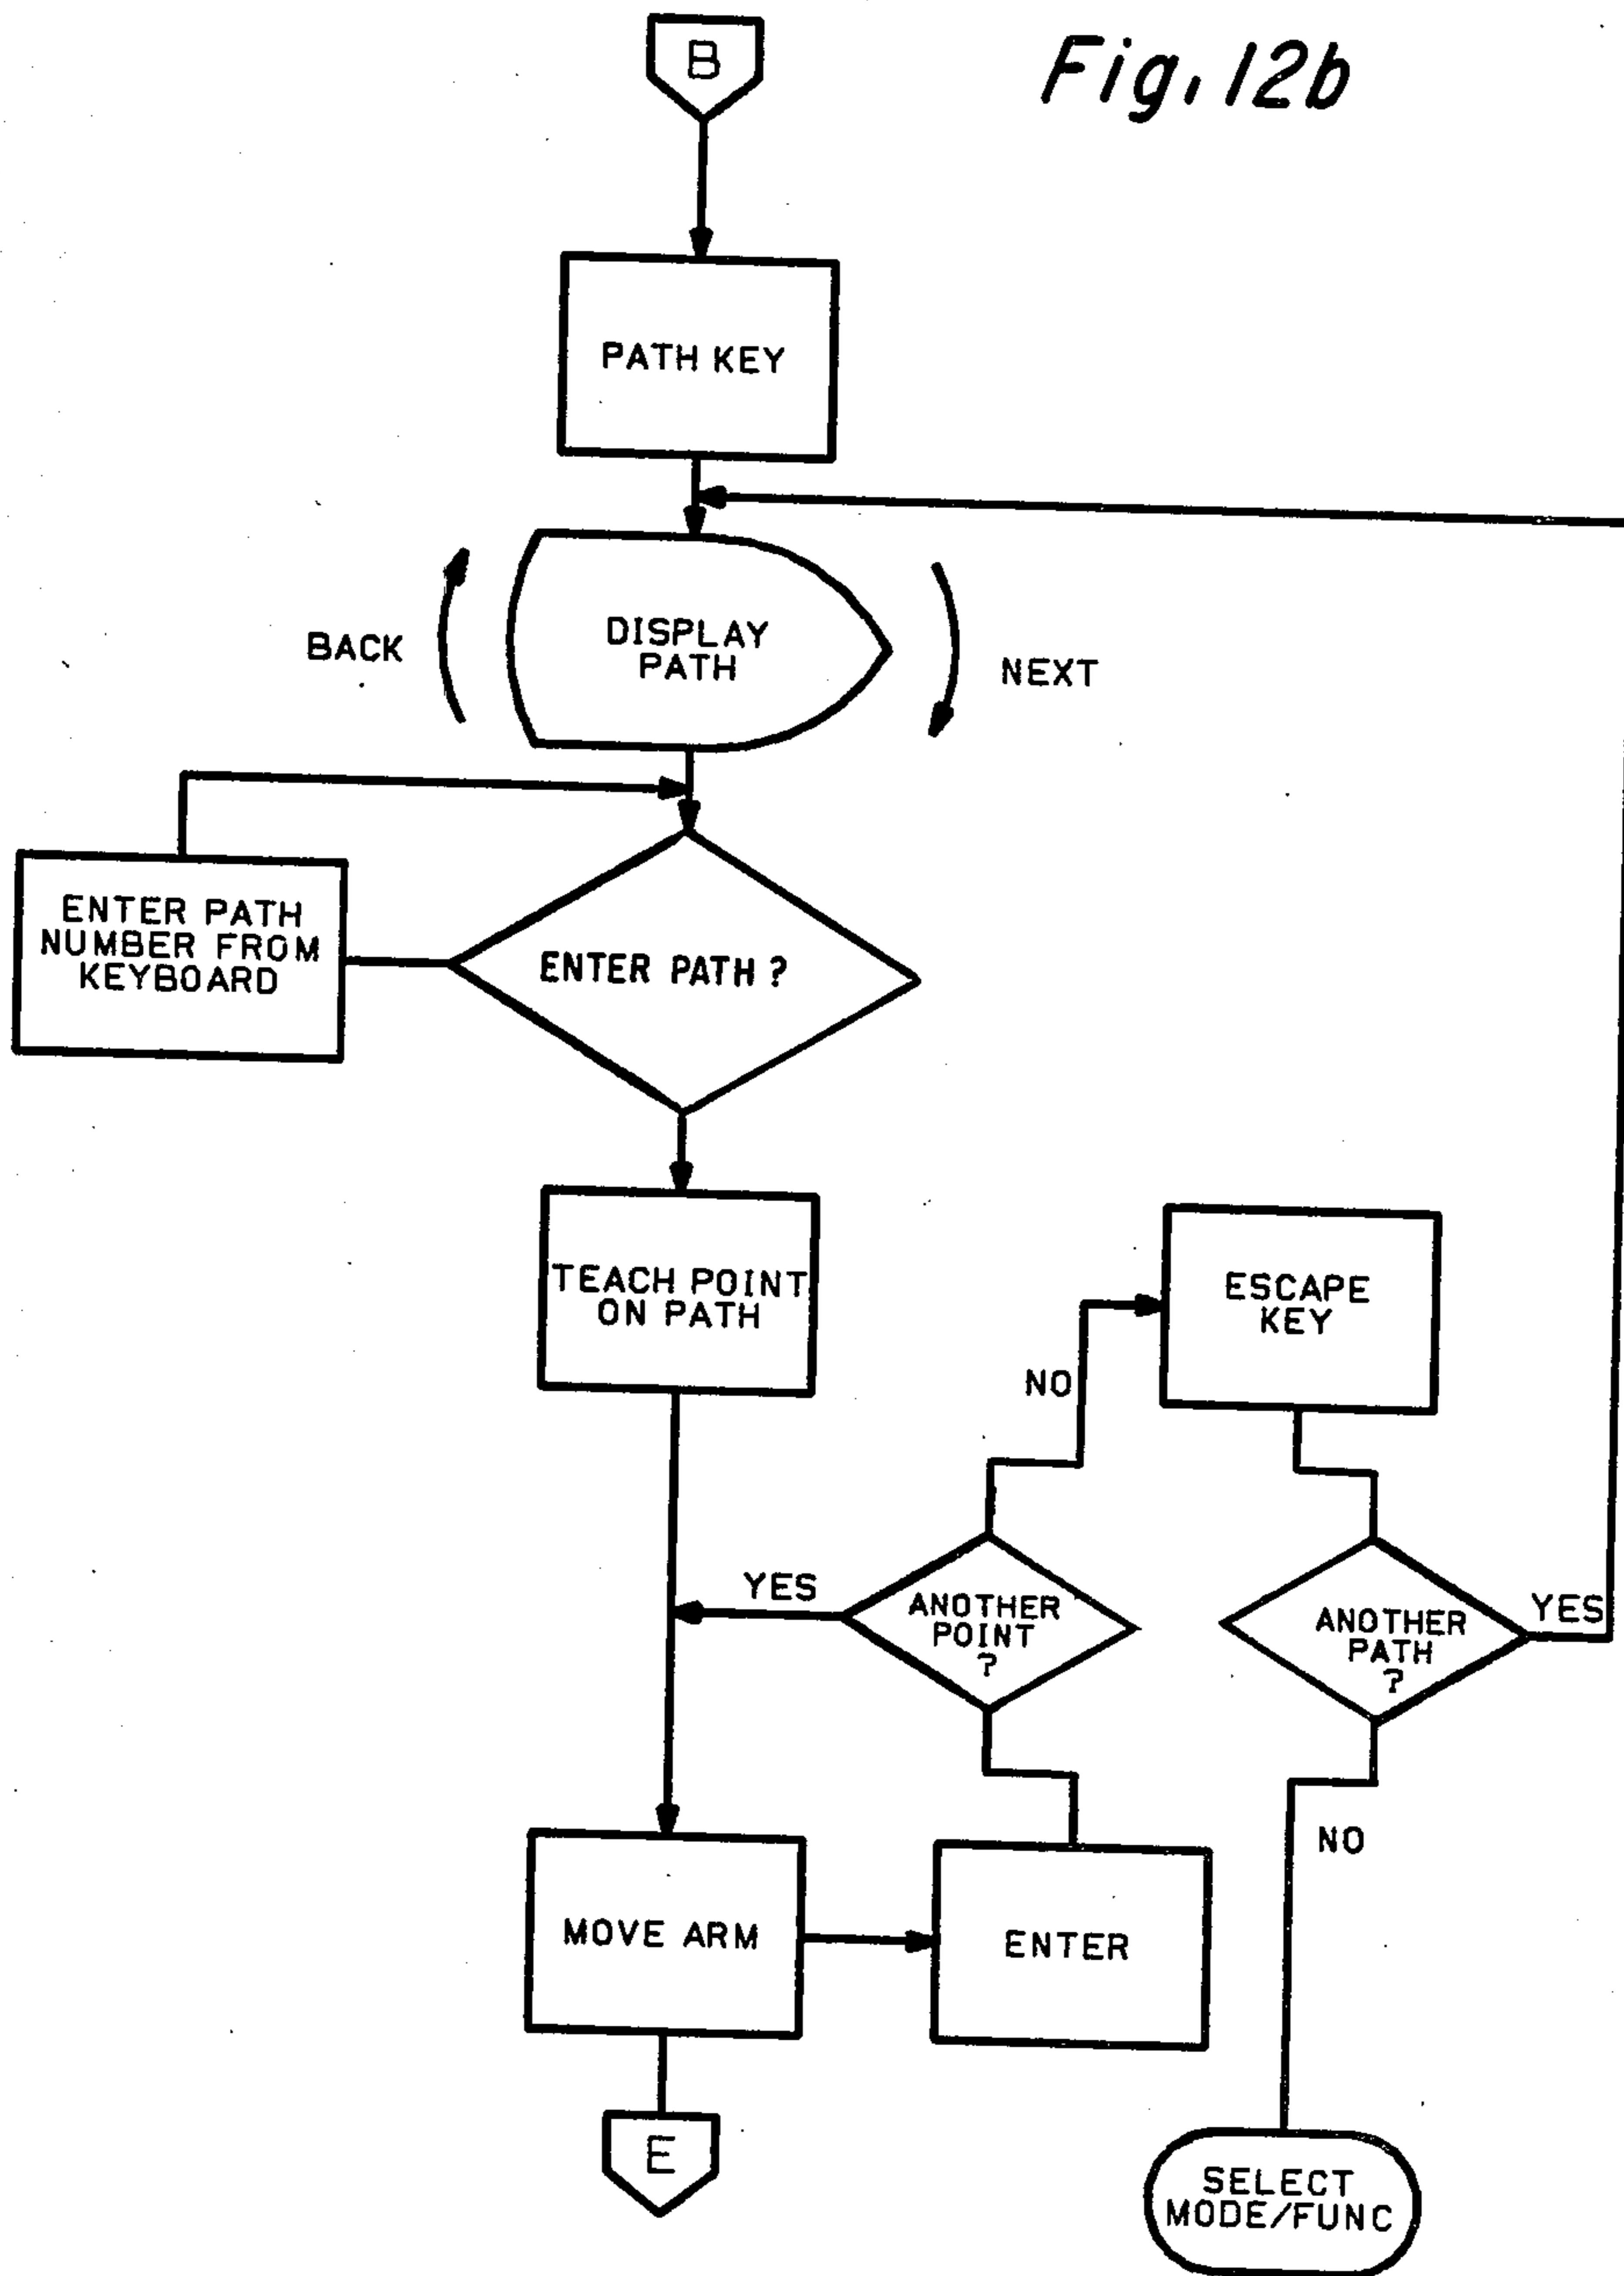 Fig. 12b
B
PATH KEY
BACK
DISPLAY
PATH
NEXT
ENTER PATH
NUMBER FROM
KEYBOARD
ENTER PATH ?
TEACH POINT
ON PATH
ESCAPE
KEY
NO
YES
ANOTHER
POINT
?
ANOTHER
PATH
?
YES
NO
MOVE ARM
ENTER
E
SELECT
MODE/FUNC